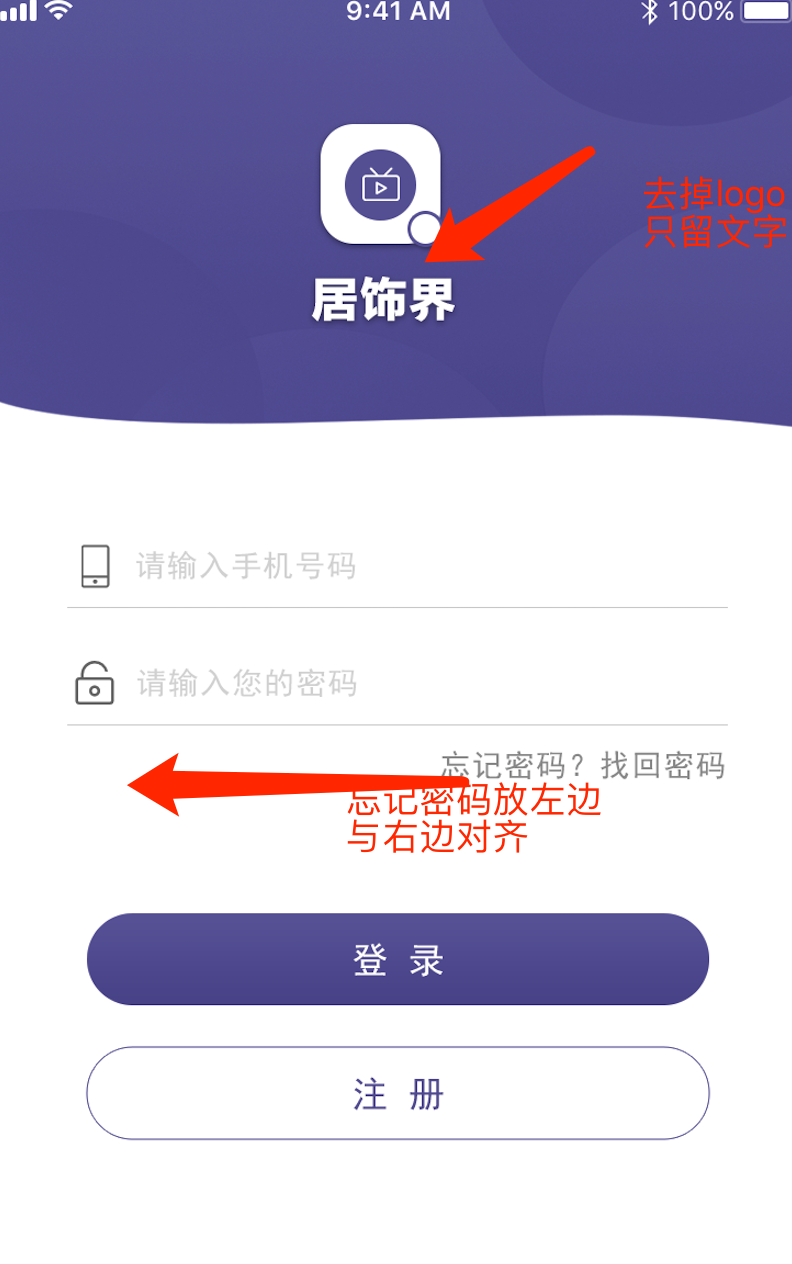 9:41 AM
100%
去掉logo
只留文字
居饰界
请输入手机号码
请输入您的密码
忘记密码？找回密码
忘记密码放左边
与右边对齐
登 录
注 册